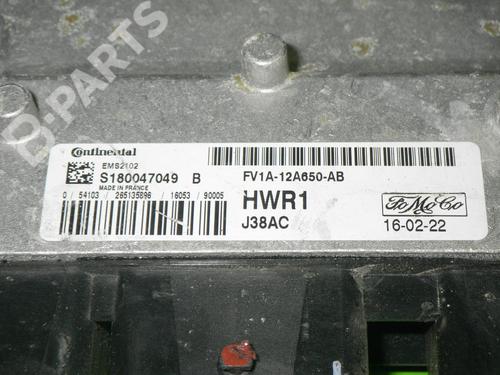 B-PARTS
Continental
EMS2102
S180047049 B
MADE IN FRANCE
0 / 54103 / 265135896 / 16053 / 90005
FV1A-12A650-AB
HWR1
J38AC
FoMoCo
16-02-22